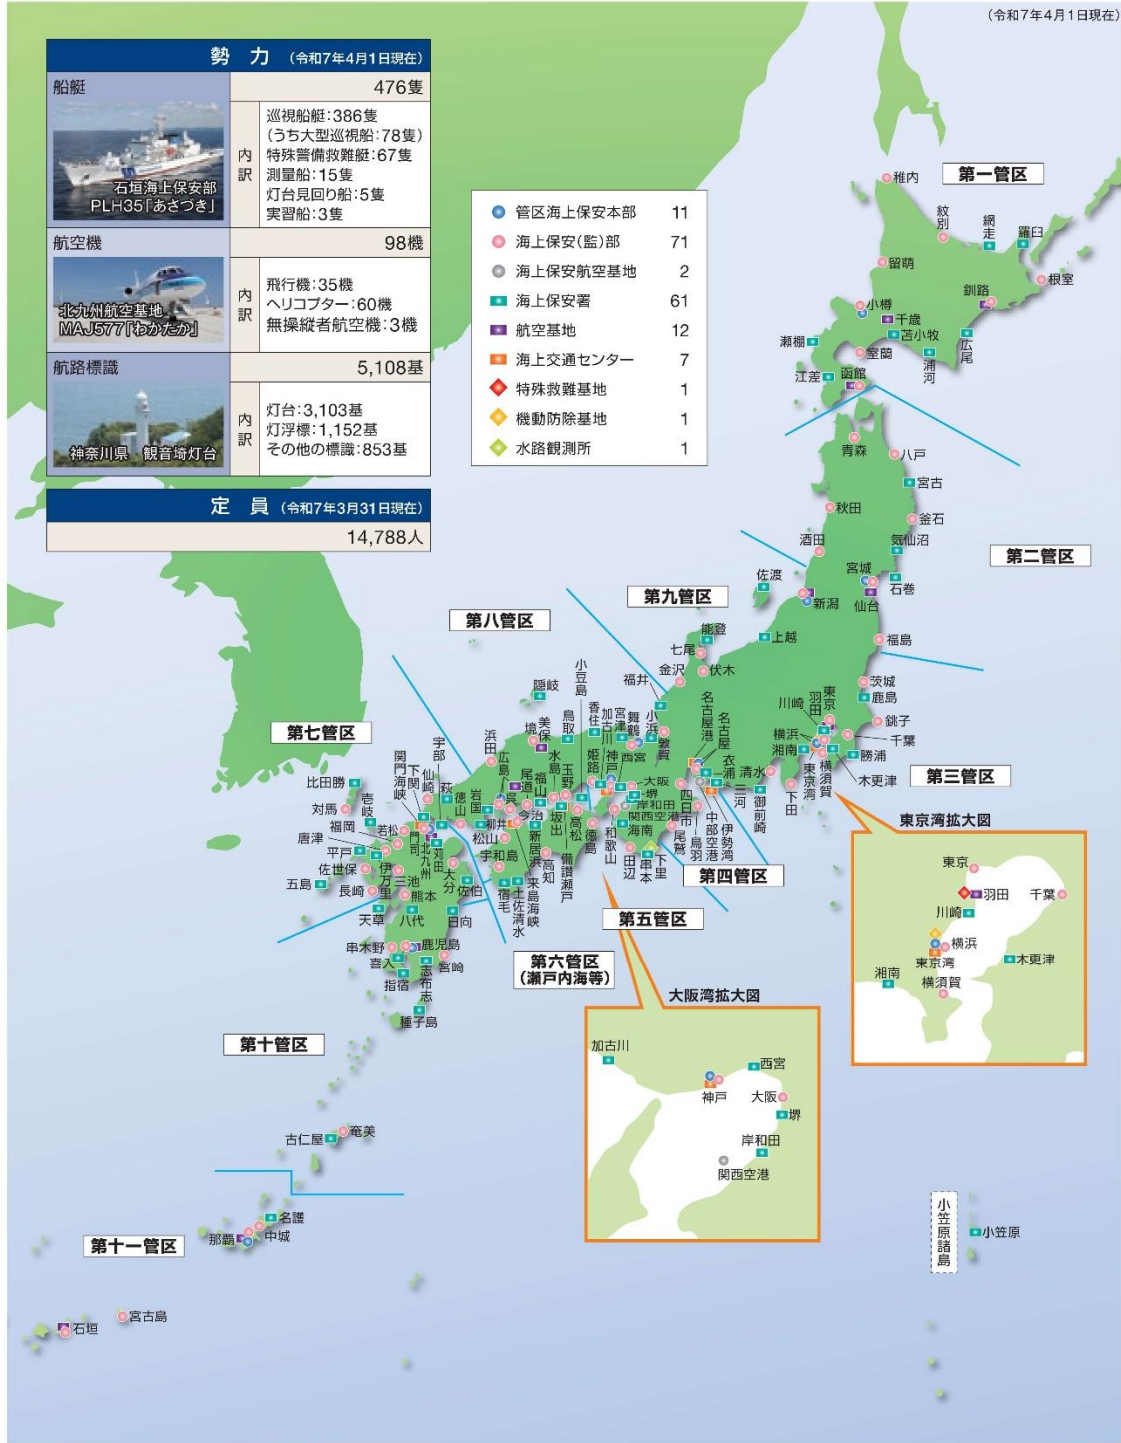 (令和7年4月1日現在)
勢力 (令和7年4月1日現在)
船艇
476隻
石垣海上保安部
PLH35「あさづき」
内訳
巡視船艇:386隻
(うち大型巡視船:78隻)
特殊警備救難艇:67隻
測量船:15隻
灯台見回り船:5隻
実習船:3隻
航空機
98機
北九州航空基地
MAJ577「わかたか」
内訳
飛行機:35機
ヘリコプター:60機
無操縦者航空機:3機
航路標識
5,108基
神奈川県 観音埼灯台
内訳
灯台:3,103基
灯浮標:1,152基
その他の標識:853基
定員 (令和7年3月31日現在)
14,788人
管区海上保安本部 11
海上保安(監)部 71
海上保安航空基地 2
海上保安署 61
航空基地 12
海上交通センター 7
特殊救難基地 1
機動防除基地 1
水路観測所 1
第一管区
稚内
紋別
網走
羅臼
留萌
根室
小樽
釧路
千歳
苫小牧
瀬棚
室蘭
浦河
広尾
江差
函館
第二管区
青森
八戸
宮古
秋田
釜石
酒田
気仙沼
宮城
石巻
仙台
福島
第九管区
佐渡
新潟
上越
能登
七尾
伏木
金沢
第三管区
茨城
鹿島
銚子
千葉
勝浦
木更津
東京
羽田
川崎
横浜
湘南
東京湾
横須賀
下田
清水
御前崎
小笠原諸島
小笠原
第四管区
名古屋港
名古屋
衣浦
三河
四日市
伊勢湾
中部空港
鳥羽
尾鷲
第八管区
福井
敦賀
小浜
舞鶴
宮津
香住
鳥取
隠岐
美保
境
浜田
第五管区
小豆島
加古川
神戸
西宮
姫路
大阪
堺
岸和田
関西空港
海南
和歌山
田辺
串本
下里
徳島
高知
土佐清水
宿毛
第六管区
(瀬戸内海等)
広島
呉
尾道
福山
水島
玉野
岩国
柳井
徳山
松山
今治
坂出
高松
新居浜
備讃瀬戸
来島海峡
宇和島
第七管区
比田勝
対馬
壱岐
関門海峡
下関
仙崎
宇部
萩
福岡
若松
門司
北九州
苅田
唐津
平戸
佐世保
伊万里
三池
五島
長崎
大分
佐伯
第十管区
熊本
天草
八代
日向
串木野
鹿児島
喜入
指宿
志布志
宮崎
種子島
奄美
古仁屋
第十一管区
名護
中城
那覇
宮古島
石垣
大阪湾拡大図
加古川
西宮
神戸
大阪
堺
岸和田
関西空港
東京湾拡大図
東京
羽田
千葉
川崎
横浜
東京湾
木更津
湘南
横須賀